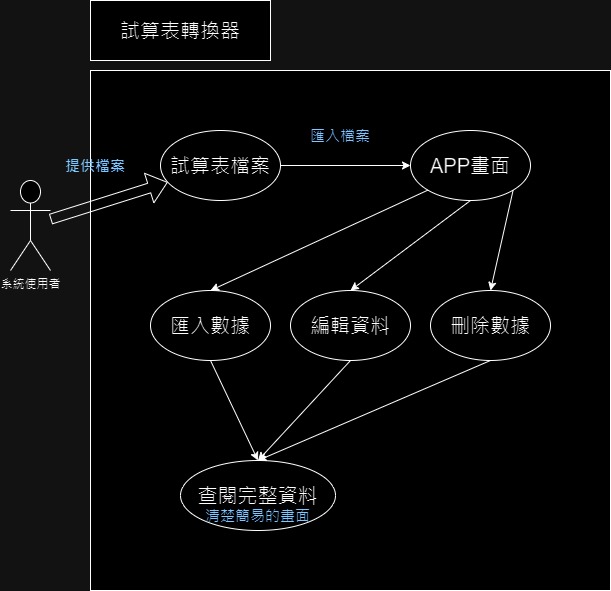 試算表轉換器
提供檔案
試算表檔案
匯入檔案
APP畫面
系統使用者
匯入數據
編輯資料
刪除數據
查閱完整資料
清楚簡易的畫面